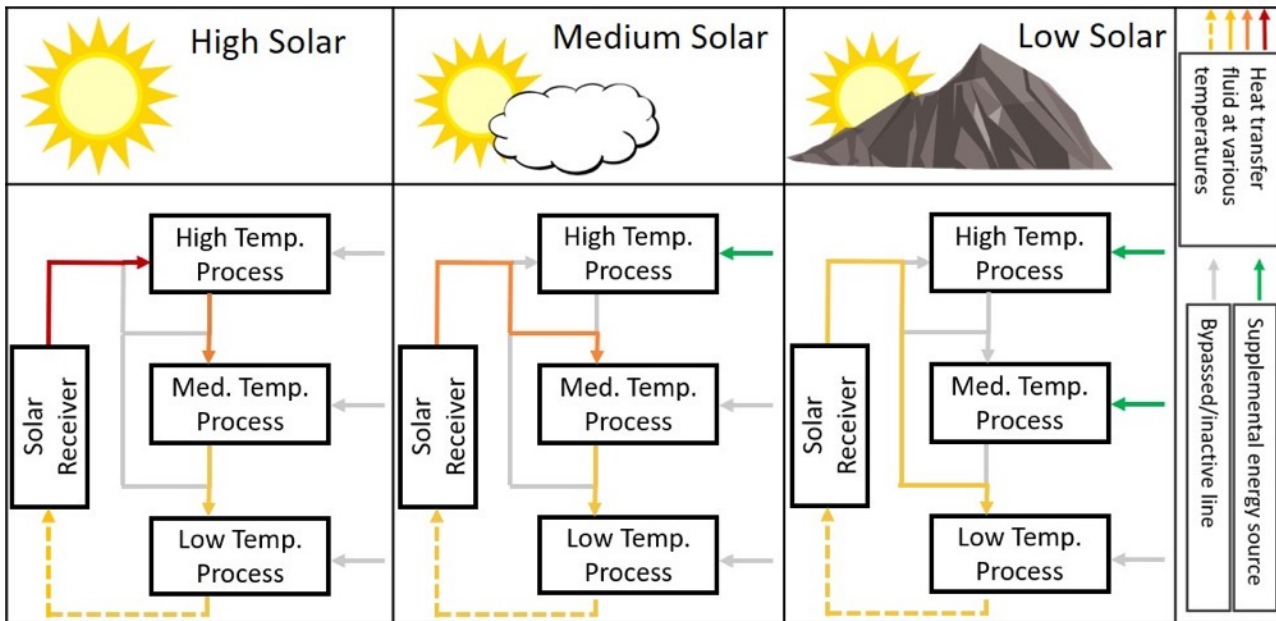 High Solar
High Temp.
Process
Solar
Receiver
Med. Temp.
Process
Low Temp.
Process
Medium Solar
High Temp.
Process
Solar
Receiver
Med. Temp.
Process
Low Temp.
Process
Low Solar
High Temp.
Process
Solar
Receiver
Med. Temp.
Process
Low Temp.
Process
Heat transfer
fluid at various
temperatures
Supplemental energy source
Bypassed/inactive line